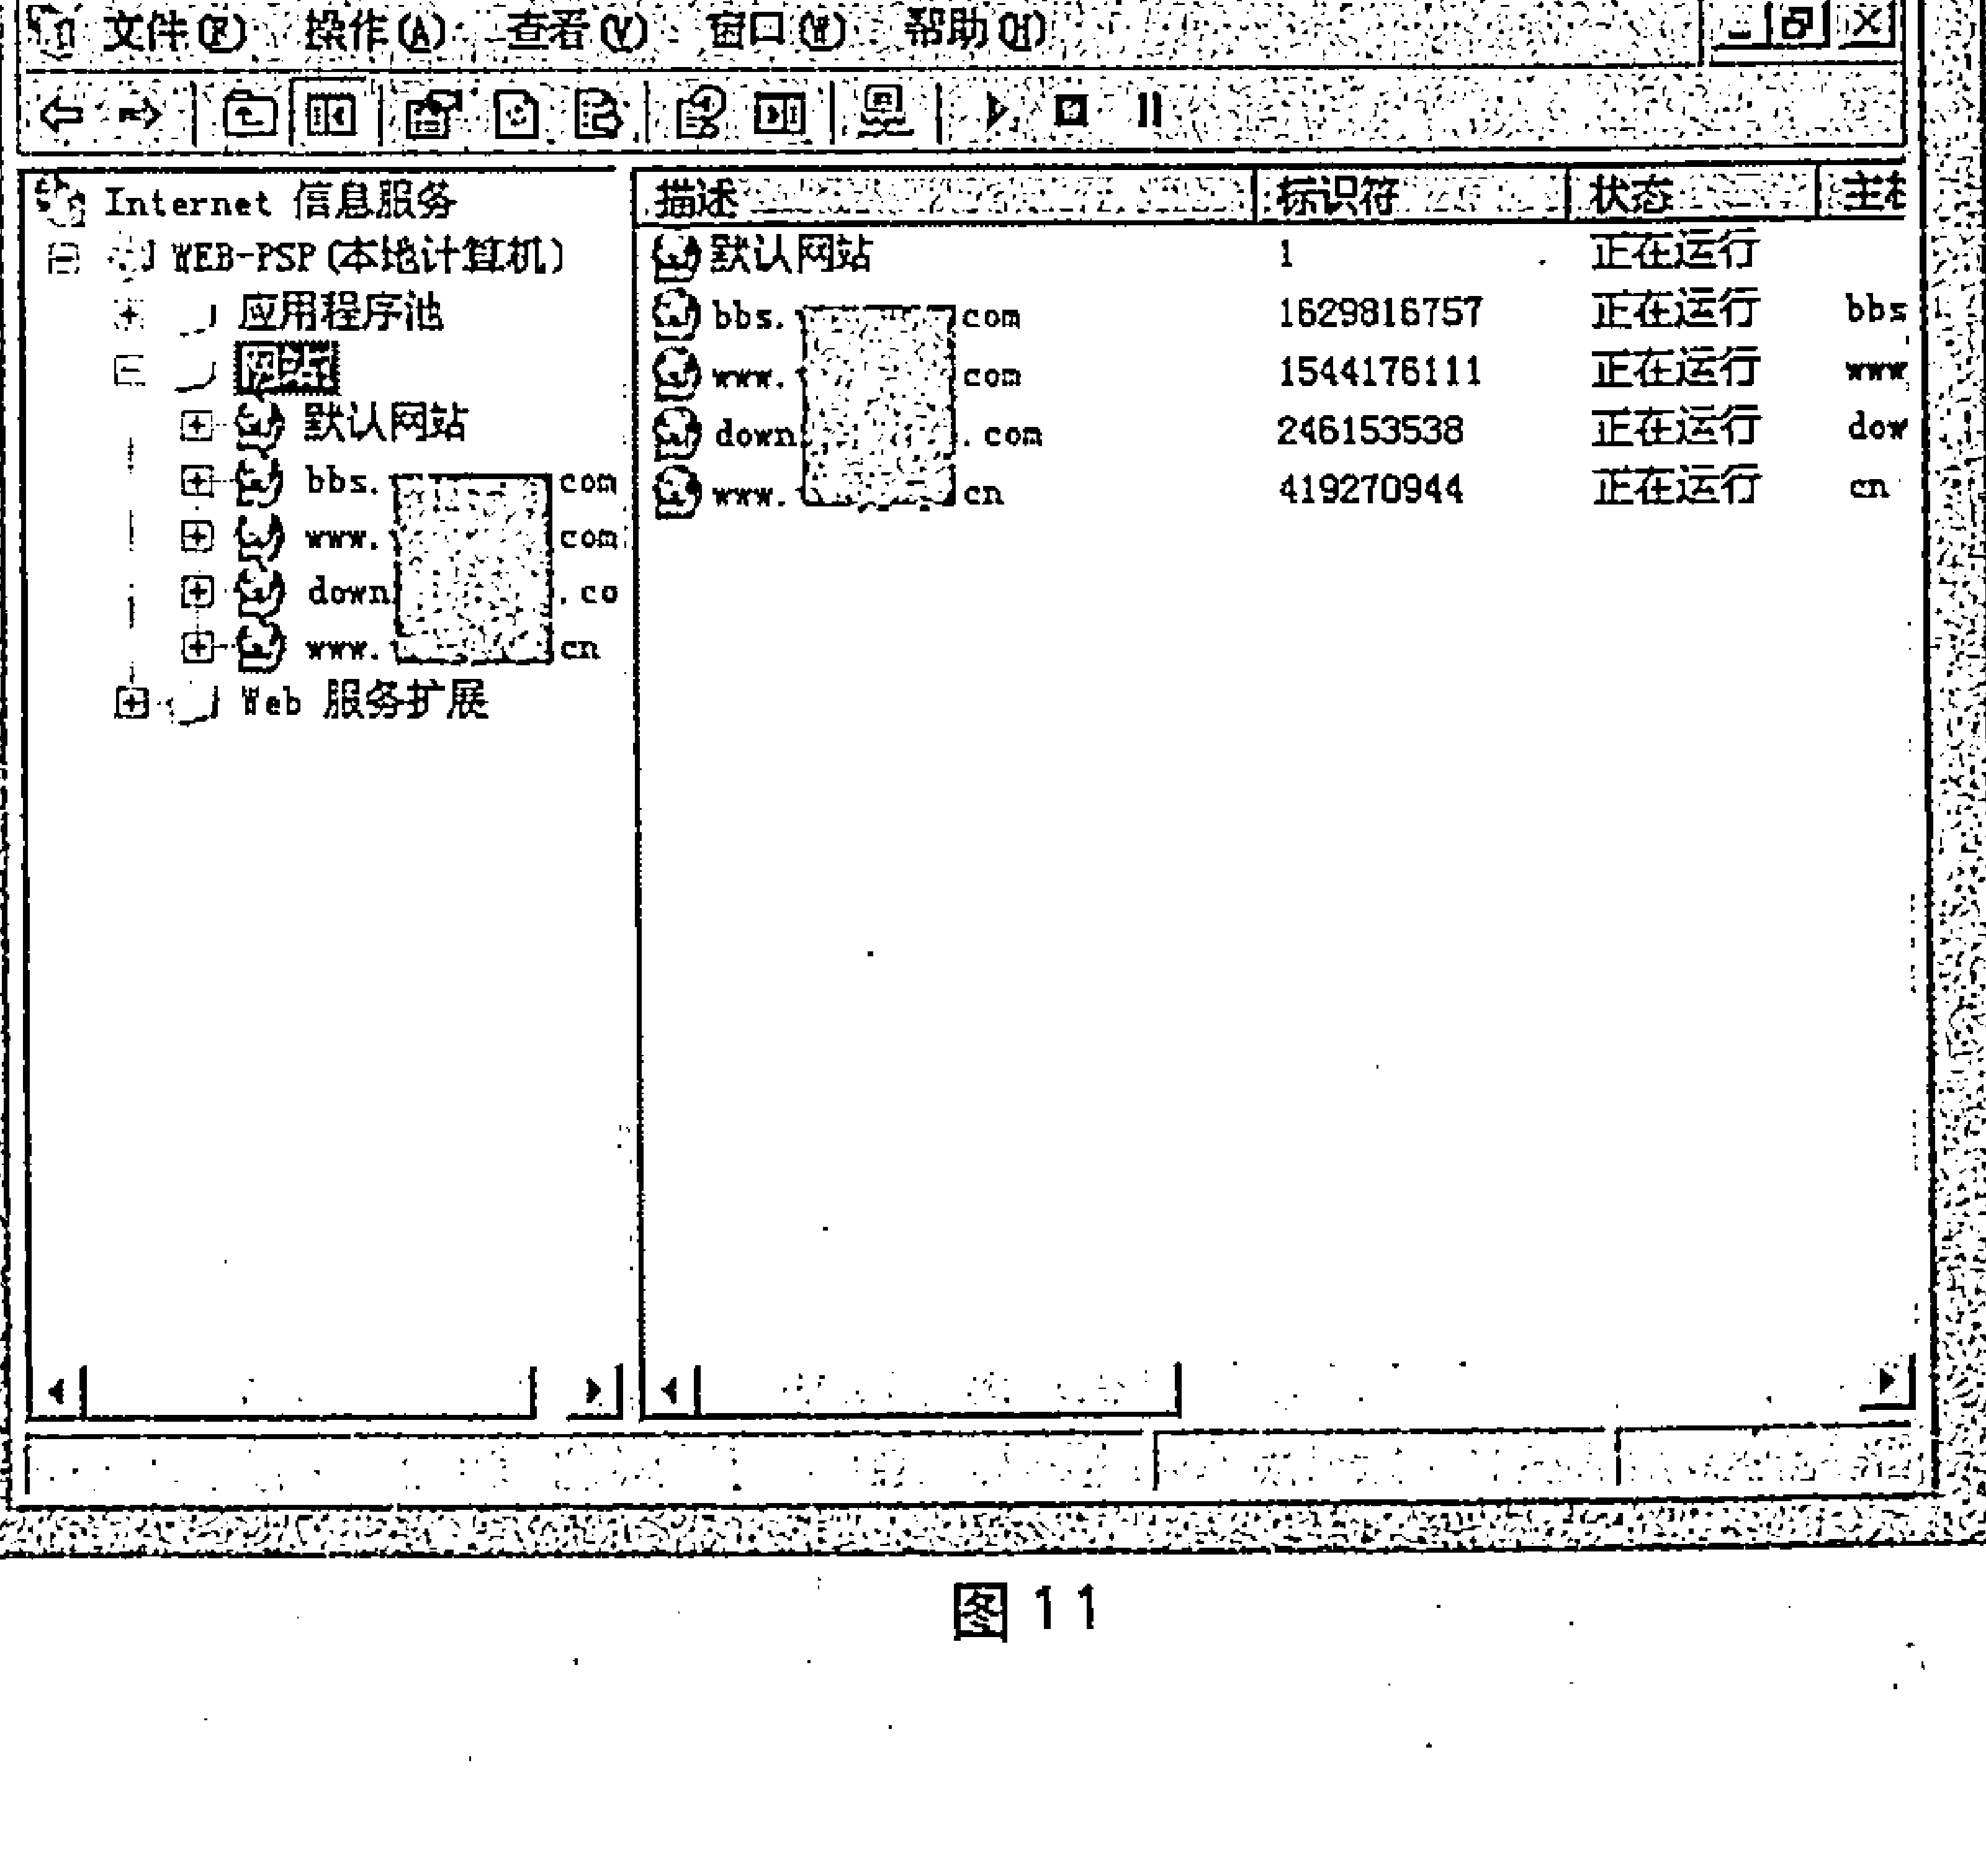 文件(F) 操作(A) 查看(V) 窗口(W) 帮助(H)
Internet 信息服务
WEB-PSP(本地计算机)
应用程序池
网站
默认网站
bbs. com
www. com
down .co
www. cn
Web 服务扩展
描述 标识符 状态 主
默认网站 1 正在运行
bbs. com 1629816757 正在运行 bbs
www. com 1544176111 正在运行 www
down .com 246153538 正在运行 dow
www. cn 419270944 正在运行 cn
图 11